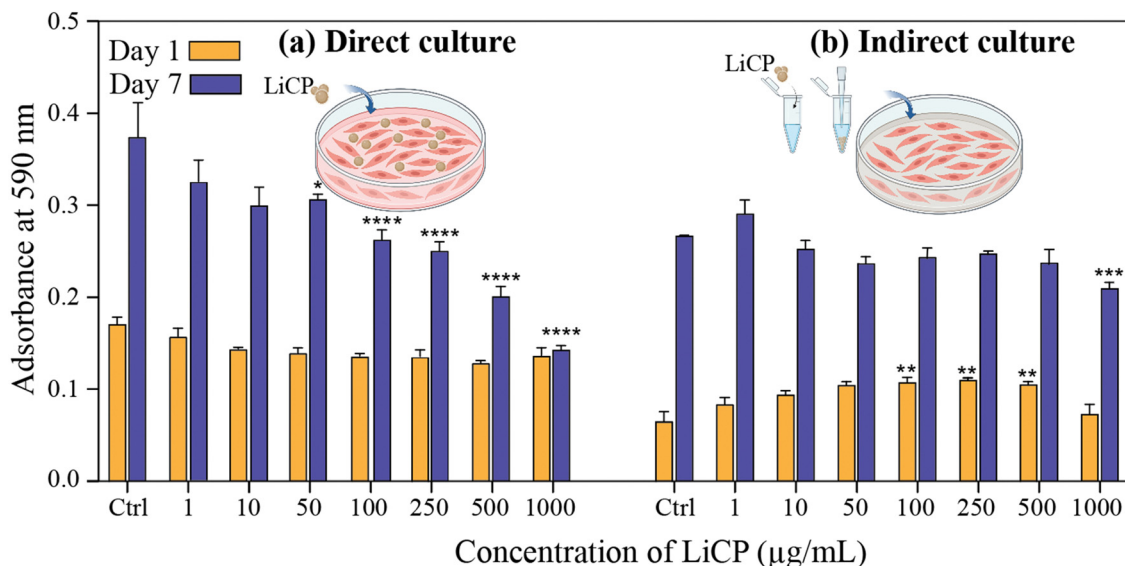 0.5
0.4
0.3
0.2
0.1
0.0
Adsorbance at 590 nm
Day 1
Day 7
(a) Direct culture
LiCP
*
****
****
****
****
Ctrl 1 10 50 100 250 500 1000
(b) Indirect culture
LiCP
**
**
**
***
Ctrl 1 10 50 100 250 500 1000
Concentration of LiCP (µg/mL)